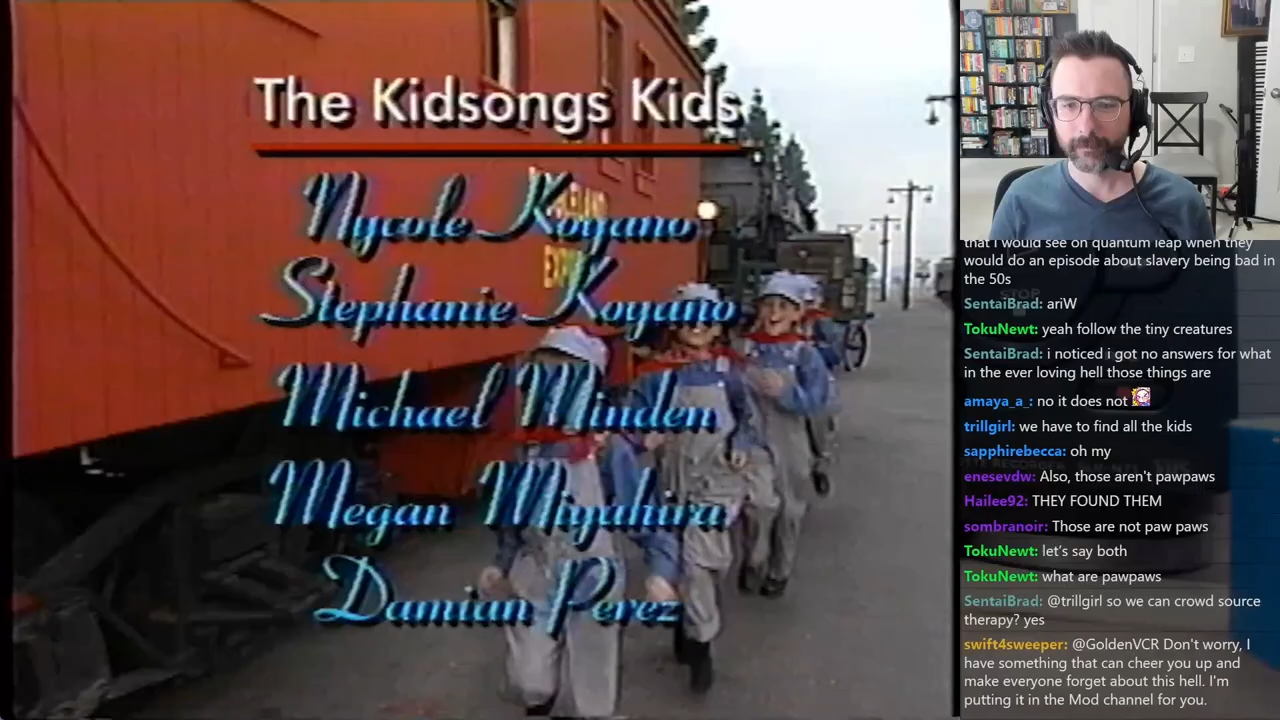 The Kidsongs Kids
Nycole Koyano
Stephanie Koyano
Michael Minden
Megan Miyahira
Damian Perez
that I would see on quantum leap when they
would do an episode about slavery being bad in
the 50s
SentaiBrad: ariW
TokuNewt: yeah follow the tiny creatures
SentaiBrad: i noticed i got no answers for what
in the ever loving hell those things are
amaya_a_: no it does not
trillgirl: we have to find all the kids
sapphirebecca: oh my
enesevdw: Also, those aren't pawpaws
Hailee92: THEY FOUND THEM
sombranoir: Those are not paw paws
TokuNewt: let's say both
TokuNewt: what are pawpaws
SentaiBrad: @trillgirl so we can crowd source
therapy? yes
swift4sweeper: @GoldenVCR Don't worry, I
have something that can cheer you up and
make everyone forget about this hell. I'm
putting it in the Mod channel for you.